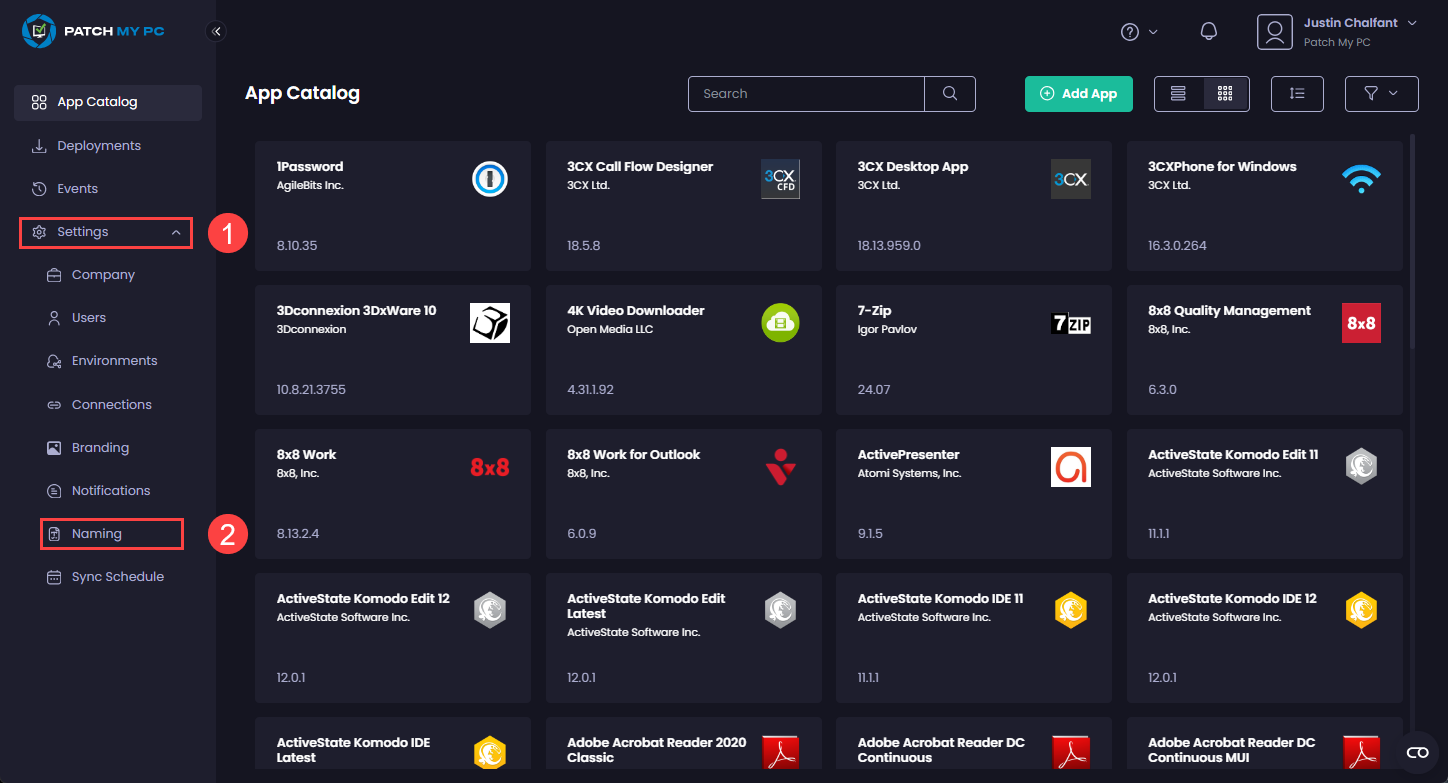 PATCH MY PC
Justin Chalfant
Patch My PC
App Catalog
Deployments
Events
Settings
1
Company
Users
Environments
Connections
Branding
Notifications
Naming
2
Sync Schedule
App Catalog
Search
Add App
1Password
AgileBits Inc.
8.10.35
3CX Call Flow Designer
3CX Ltd.
3CX
CFD
18.5.8
3CX Desktop App
3CX Ltd.
3CX
18.13.959.0
3CXPhone for Windows
3CX Ltd.
16.3.0.264
3Dconnexion 3DxWare 10
3Dconnexion
10.8.21.3755
4K Video Downloader
Open Media LLC
4.31.1.92
7-Zip
Igor Pavlov
7ZIP
24.07
8x8 Quality Management
8x8, Inc.
8x8
6.3.0
8x8 Work
8x8, Inc.
8x8
8.13.2.4
8x8 Work for Outlook
8x8, Inc.
6.0.9
ActivePresenter
Atomi Systems, Inc.
9.1.5
ActiveState Komodo Edit 11
ActiveState Software Inc.
11.1.1
ActiveState Komodo Edit 12
ActiveState Software Inc.
12.0.1
ActiveState Komodo Edit
Latest
ActiveState Software Inc.
12.0.1
ActiveState Komodo IDE 11
ActiveState Software Inc.
11.1.1
ActiveState Komodo IDE 12
ActiveState Software Inc.
12.0.1
ActiveState Komodo IDE
Latest
Adobe Acrobat Reader 2020
Classic
Adobe Acrobat Reader DC
Continuous
Adobe Acrobat Reader DC
Continuous MUI